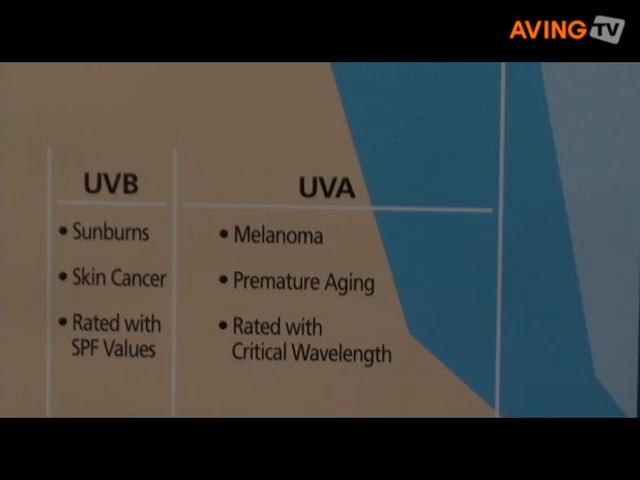 AVING TV
UVB
UVA
• Sunburns
• Skin Cancer
• Rated with
SPF Values
• Melanoma
• Premature Aging
• Rated with
Critical Wavelength